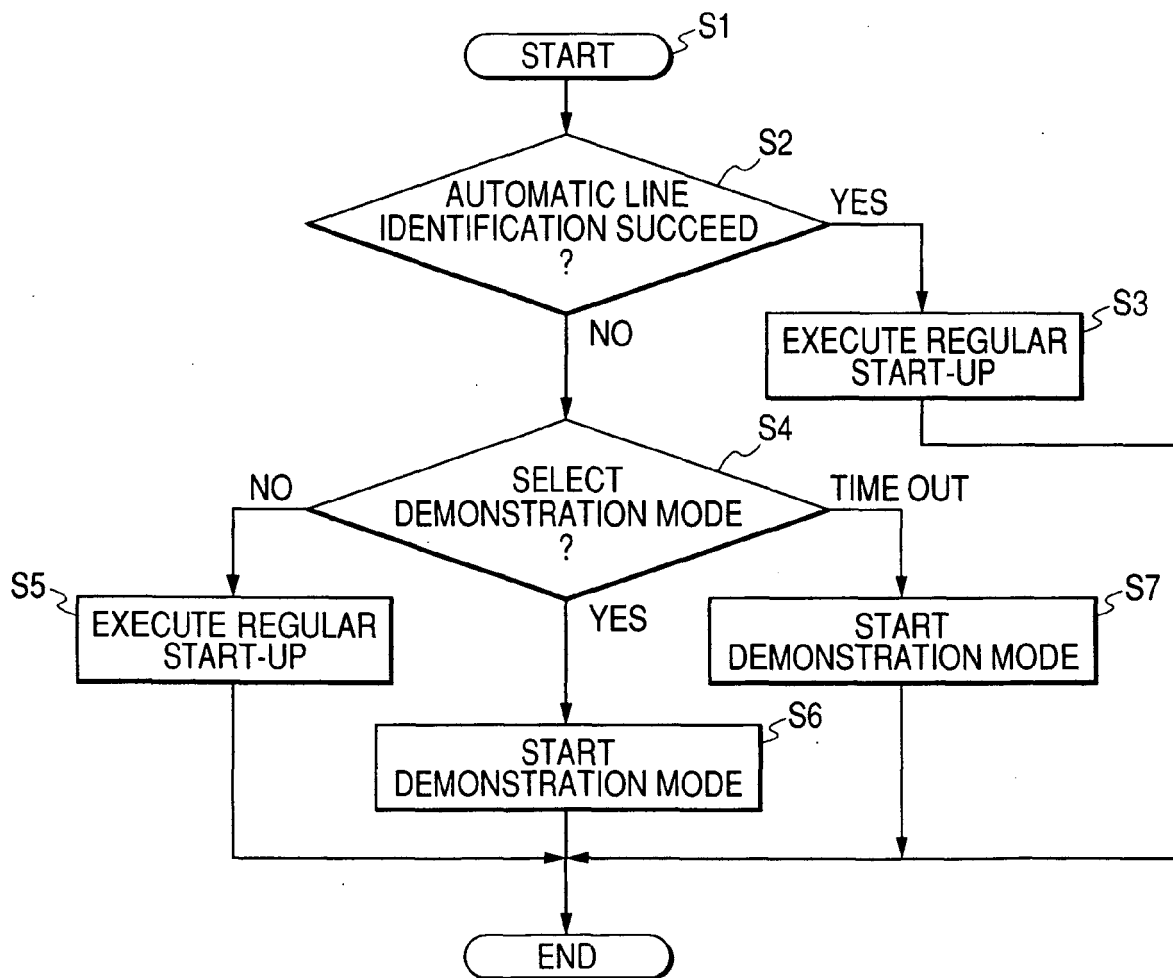 START
S1
S2
AUTOMATIC LINE
IDENTIFICATION SUCCEED
?
YES
NO
S3
EXECUTE REGULAR
START-UP
S4
SELECT
DEMONSTRATION MODE
?
NO
TIME OUT
YES
S5
EXECUTE REGULAR
START-UP
S7
START
DEMONSTRATION MODE
S6
START
DEMONSTRATION MODE
END